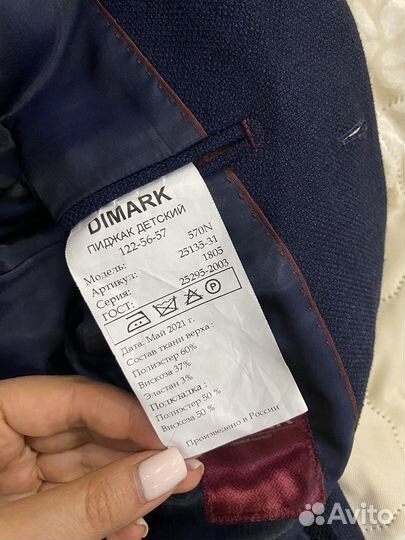 DIMARK
ПИДЖАК ДЕТСКИЙ
122-56-57
Модель: 570N
Артикул: 25135-31
Серия: 1805
ГОСТ: 25295-2003
Дата: Май 2021 г.
Состав ткани верха:
Полиэстер 60%
Вискоза 37%
Эластан 3%
Подкладка:
Полиэстер 50 %
Вискоза 50 %
Произведено в России
Avito